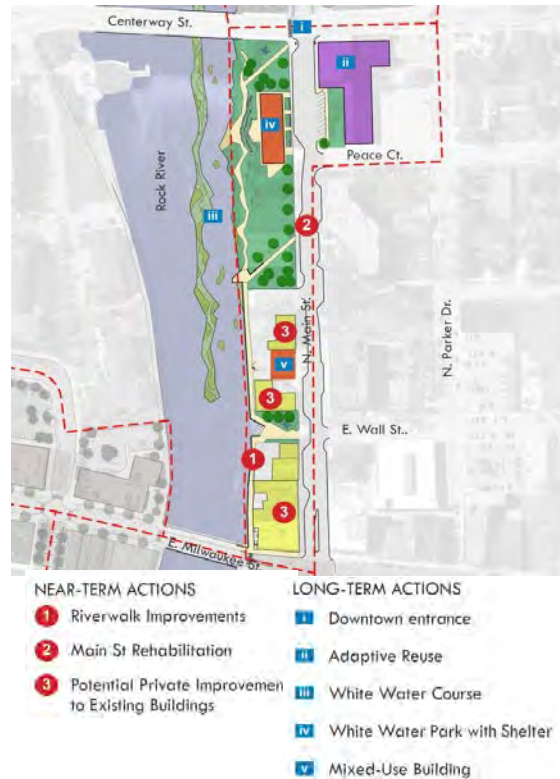 Centerway St.
i
ii
iv
Peace Ct.
Rock River
iii
2
N. Main St.
3
v
N. Parker Dr.
3
E. Wall St..
1
3
E. Milwaukee St.
NEAR-TERM ACTIONS
1 Riverwalk Improvements
2 Main St Rehabilitation
3 Potential Private Improvemen
to Existing Buildings
LONG-TERM ACTIONS
i Downtown entrance
ii Adaptive Reuse
iii White Water Course
iv White Water Park with Shelter
v Mixed-Use Building